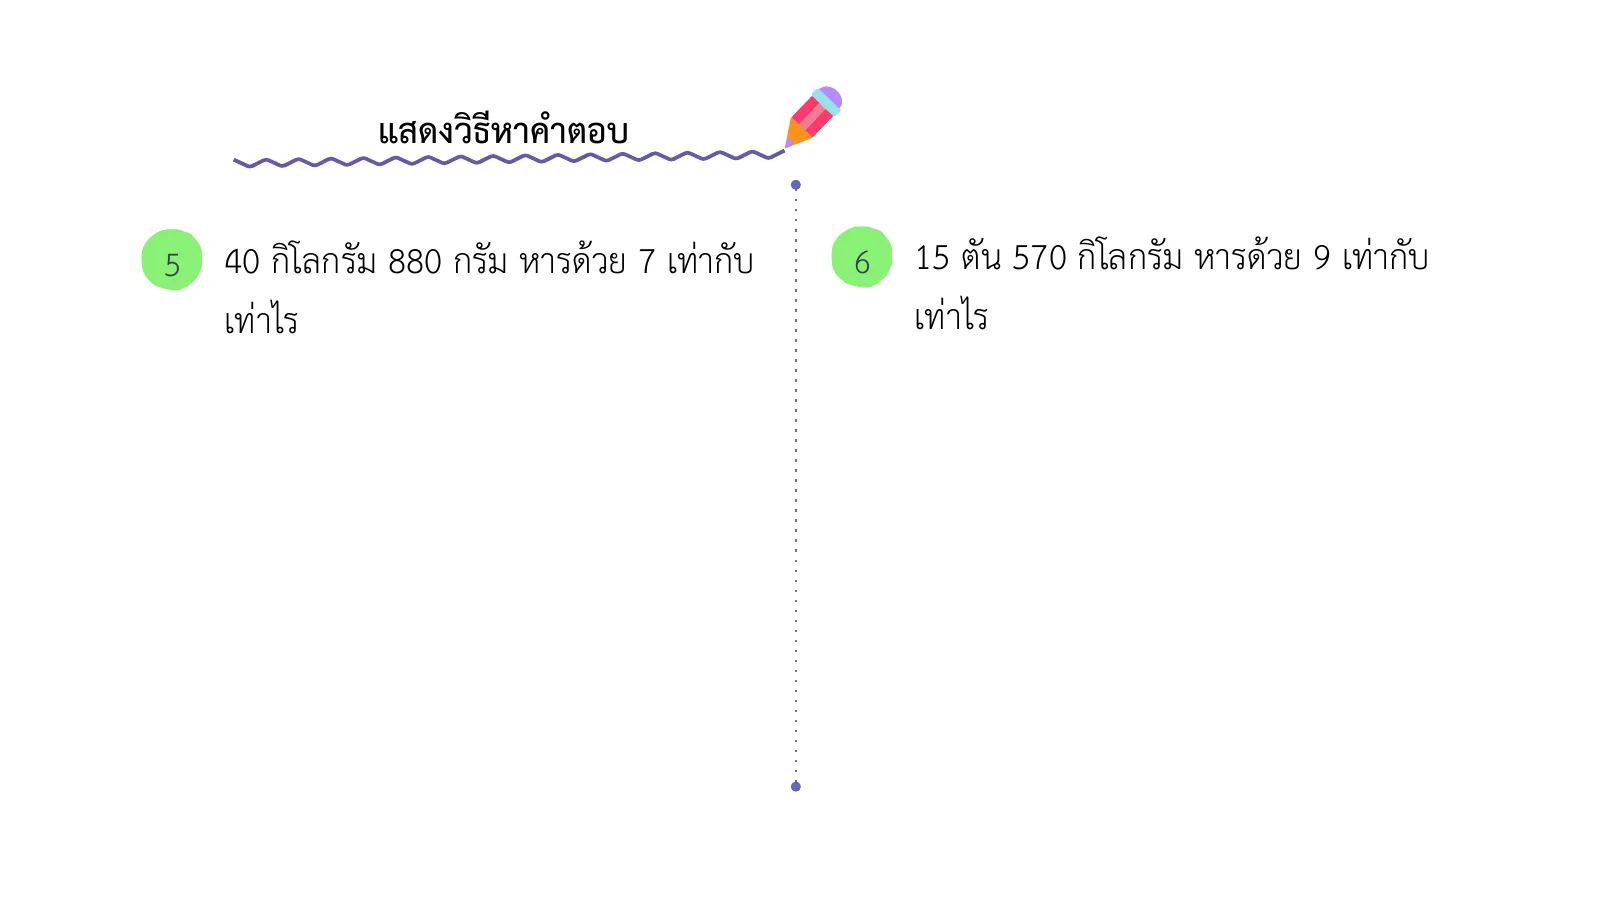 แสดงวิธีหาคำตอบ
5 40 กิโลกรัม 880 กรัม หารด้วย 7 เท่ากับ
เท่าไร
6 15 ตัน 570 กิโลกรัม หารด้วย 9 เท่ากับ
เท่าไร